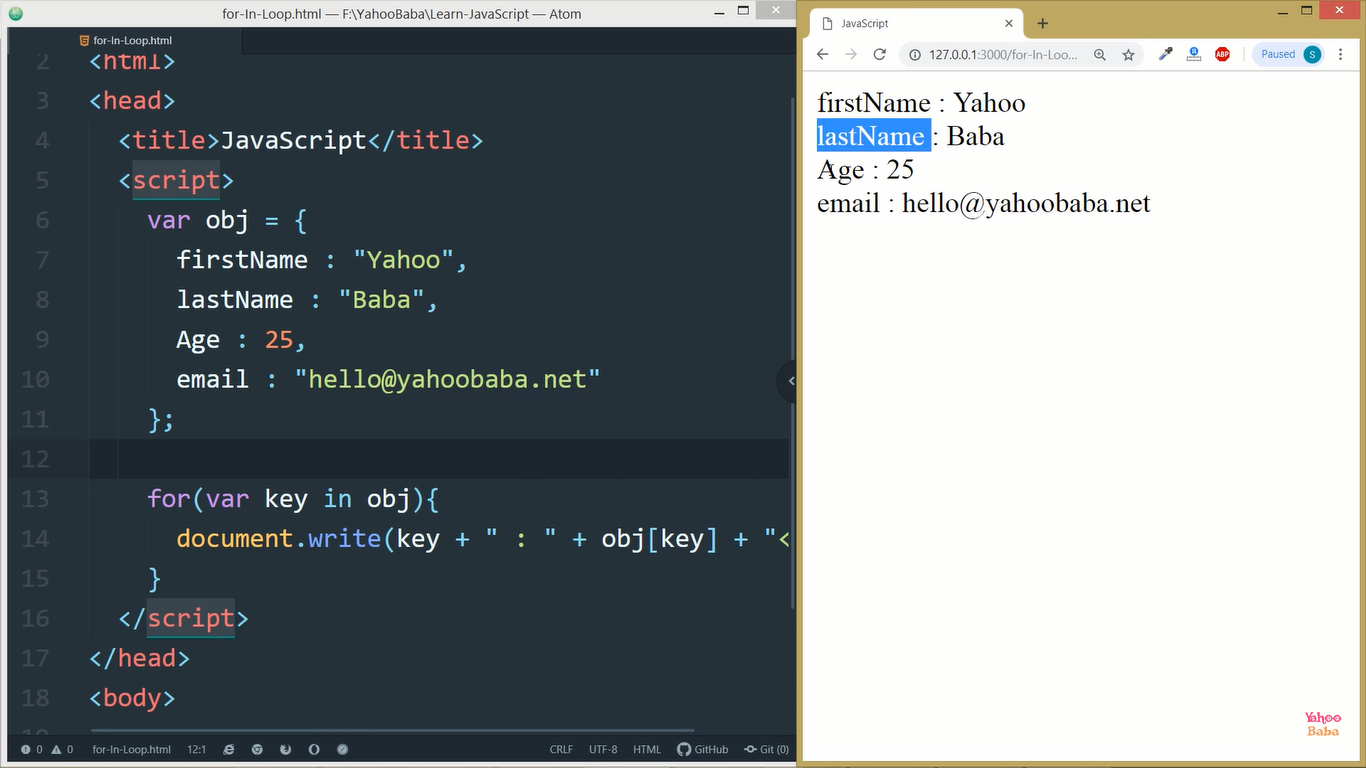 for-In-Loop.html — F:\YahooBaba\Learn-JavaScript — Atom
for-In-Loop.html
2 <html>
3 <head>
4 <title>JavaScript</title>
5 <script>
6 var obj = {
7 firstName : "Yahoo",
8 lastName : "Baba",
9 Age : 25,
10 email : "hello@yahoobaba.net"
11 };
12
13 for(var key in obj){
14 document.write(key + " : " + obj[key] + "<
15 }
16 </script>
17 </head>
18 <body>
0 0 for-In-Loop.html 12:1 CRLF UTF-8 HTML GitHub Git (0)
JavaScript
127.0.0.1:3000/for-In-Loo... ABP Paused S
firstName : Yahoo
lastName : Baba
Age : 25
email : hello@yahoobaba.net
Yahoo
Baba